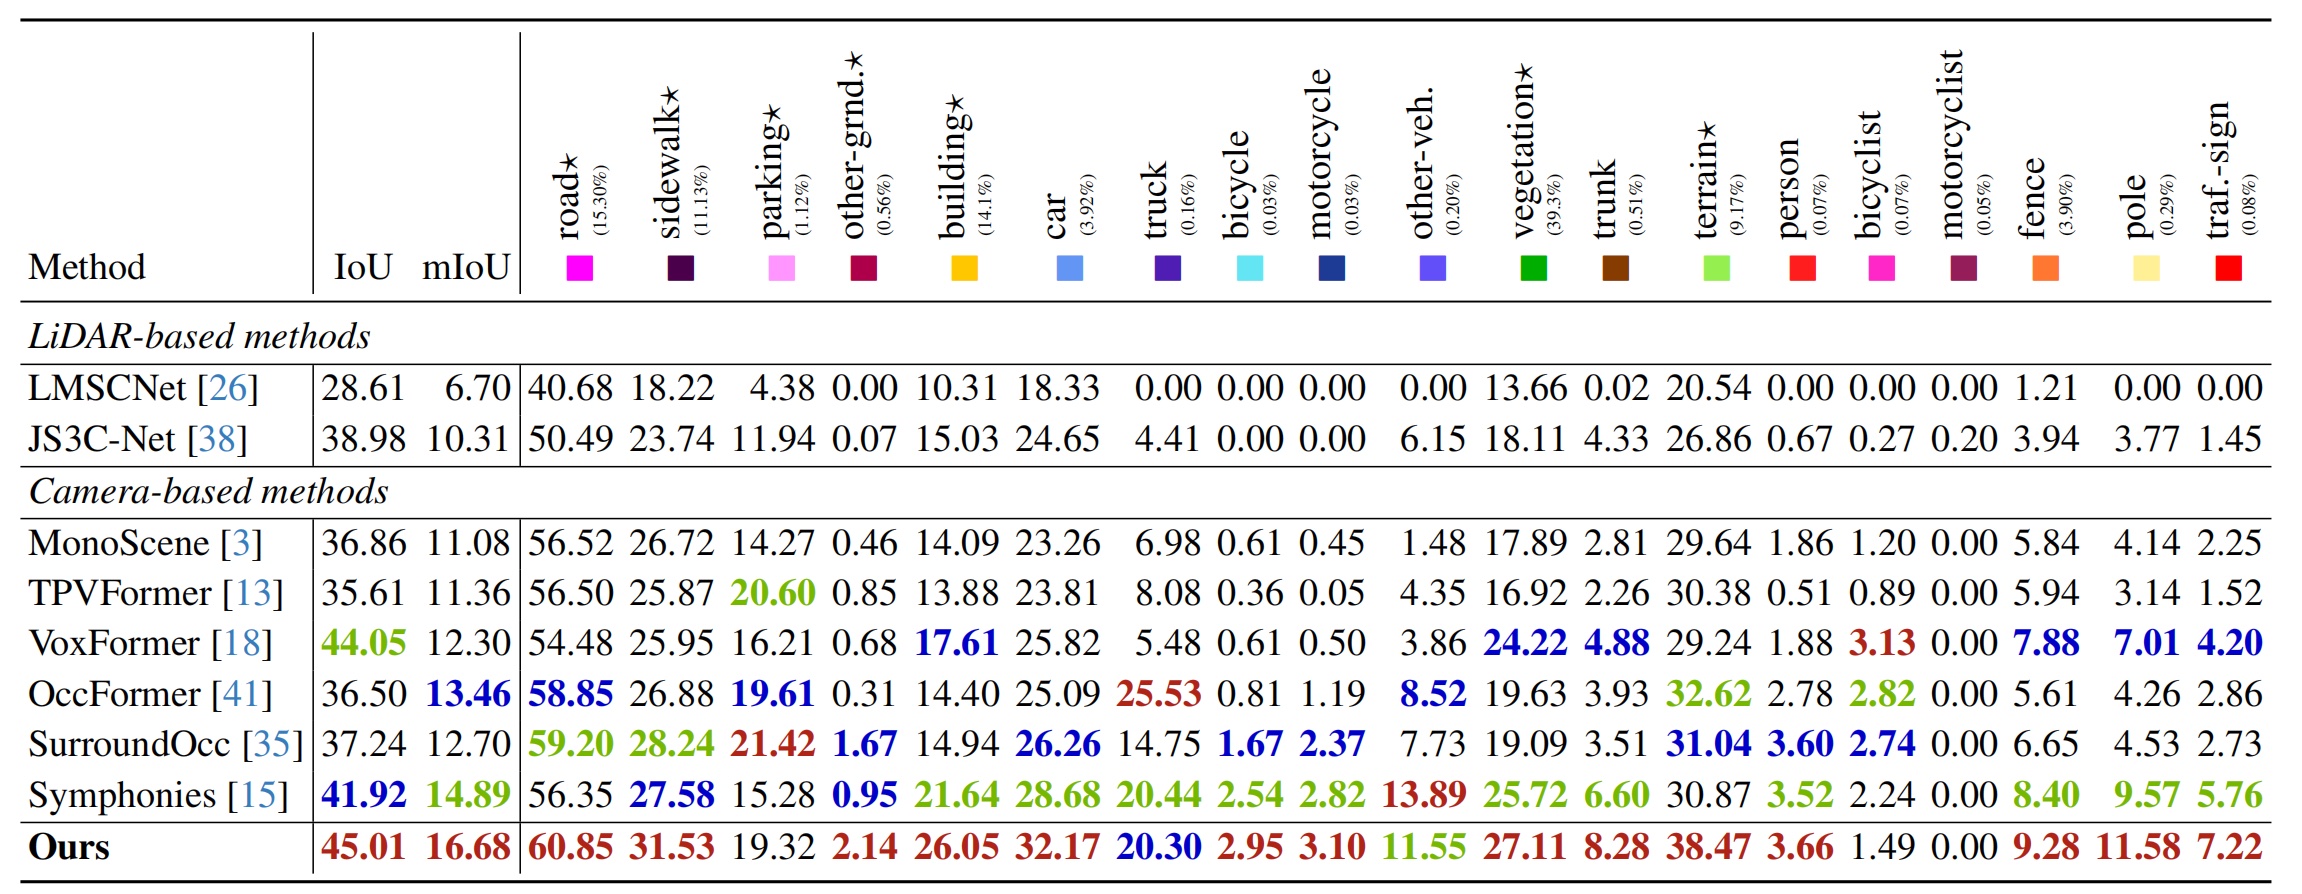 Method IoU mIoU road★ (15.30%) sidewalk★ (11.13%) parking★ (1.12%) other-grnd.★ (0.56%) building★ (14.1%) car (3.92%) truck (0.16%) bicycle (0.03%) motorcycle (0.03%) other-veh. (0.20%) vegetation★ (39.3%) trunk (0.51%) terrain★ (9.17%) person (0.07%) bicyclist (0.07%) motorcyclist (0.05%) fence (3.90%) pole (0.29%) traf.-sign (0.08%)
LiDAR-based methods
LMSCNet [26] 28.61 6.70 40.68 18.22 4.38 0.00 10.31 18.33 0.00 0.00 0.00 0.00 13.66 0.02 20.54 0.00 0.00 0.00 1.21 0.00 0.00
JS3C-Net [38] 38.98 10.31 50.49 23.74 11.94 0.07 15.03 24.65 4.41 0.00 0.00 6.15 18.11 4.33 26.86 0.67 0.27 0.20 3.94 3.77 1.45
Camera-based methods
MonoScene [3] 36.86 11.08 56.52 26.72 14.27 0.46 14.09 23.26 6.98 0.61 0.45 1.48 17.89 2.81 29.64 1.86 1.20 0.00 5.84 4.14 2.25
TPVFormer [13] 35.61 11.36 56.50 25.87 20.60 0.85 13.88 23.81 8.08 0.36 0.05 4.35 16.92 2.26 30.38 0.51 0.89 0.00 5.94 3.14 1.52
VoxFormer [18] 44.05 12.30 54.48 25.95 16.21 0.68 17.61 25.82 5.48 0.61 0.50 3.86 24.22 4.88 29.24 1.88 3.13 0.00 7.88 7.01 4.20
OccFormer [41] 36.50 13.46 58.85 26.88 19.61 0.31 14.40 25.09 25.53 0.81 1.19 8.52 19.63 3.93 32.62 2.78 2.82 0.00 5.61 4.26 2.86
SurroundOcc [35] 37.24 12.70 59.20 28.24 21.42 1.67 14.94 26.26 14.75 1.67 2.37 7.73 19.09 3.51 31.04 3.60 2.74 0.00 6.65 4.53 2.73
Symphonies [15] 41.92 14.89 56.35 27.58 15.28 0.95 21.64 28.68 20.44 2.54 2.82 13.89 25.72 6.60 30.87 3.52 2.24 0.00 8.40 9.57 5.76
Ours 45.01 16.68 60.85 31.53 19.32 2.14 26.05 32.17 20.30 2.95 3.10 11.55 27.11 8.28 38.47 3.66 1.49 0.00 9.28 11.58 7.22